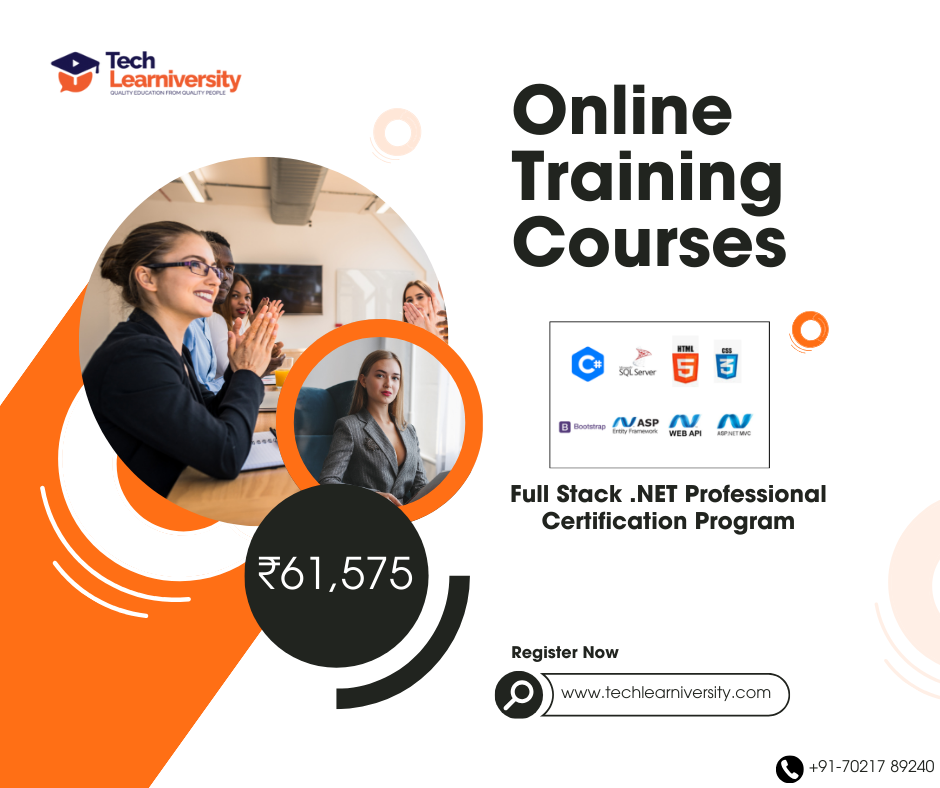 Tech
Learniversity
QUALITY EDUCATION FROM QUALITY PEOPLE
Online
Training
Courses
C#
SQL Server
HTML
5
CSS
3
B Bootstrap
ASP
Entity Framework
WEB API
ASP.NET MVC
Full Stack .NET Professional
Certification Program
₹61,575
Register Now
www.techlearniversity.com
+91-70217 89240